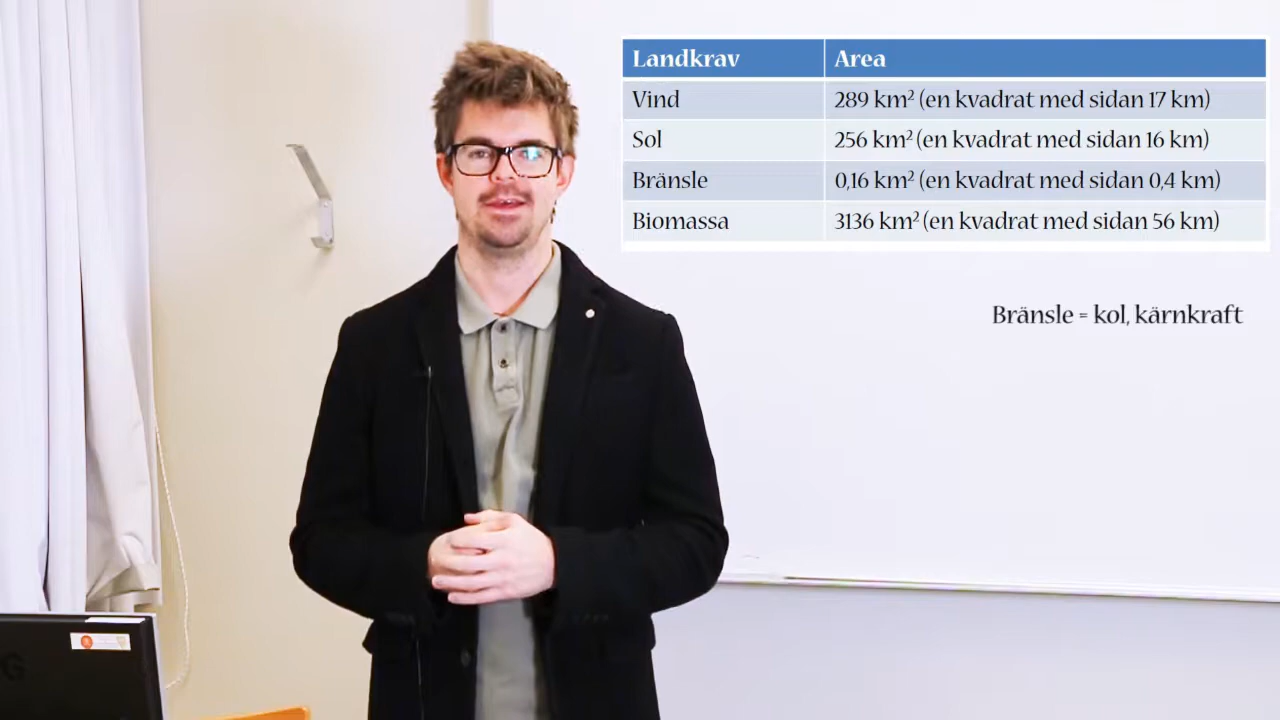 Landkrav Area
Vind 289 km² (en kvadrat med sidan 17 km)
Sol 256 km² (en kvadrat med sidan 16 km)
Bränsle 0,16 km² (en kvadrat med sidan 0,4 km)
Biomassa 3136 km² (en kvadrat med sidan 56 km)
Bränsle = kol, kärnkraft